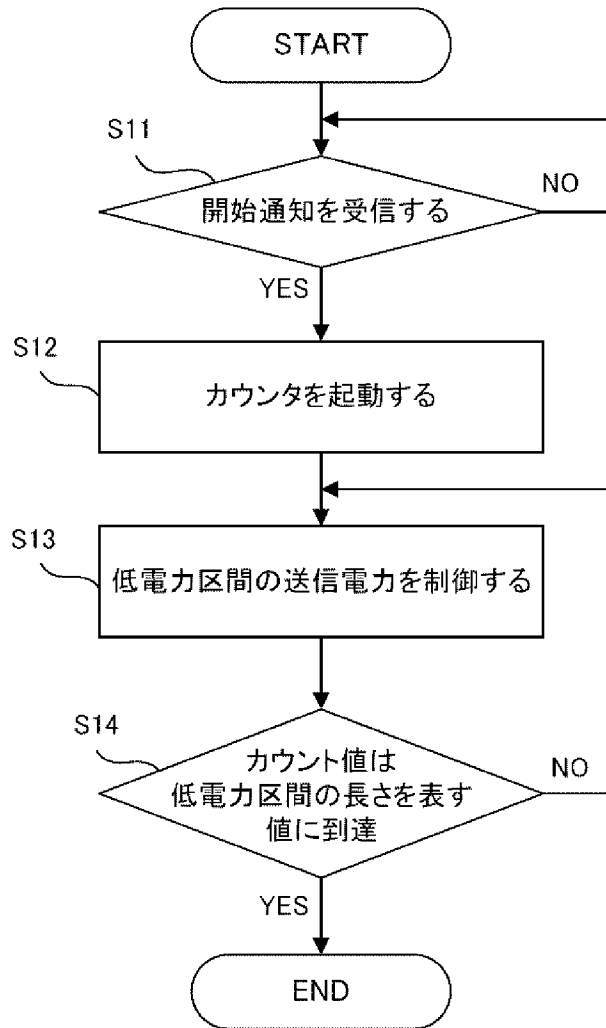 START
S11
開始通知を受信する
NO
YES
S12
カウンタを起動する
S13
低電力区間の送信電力を制御する
S14
カウント値は
低電力区間の長さを表す
値に到達
NO
YES
END